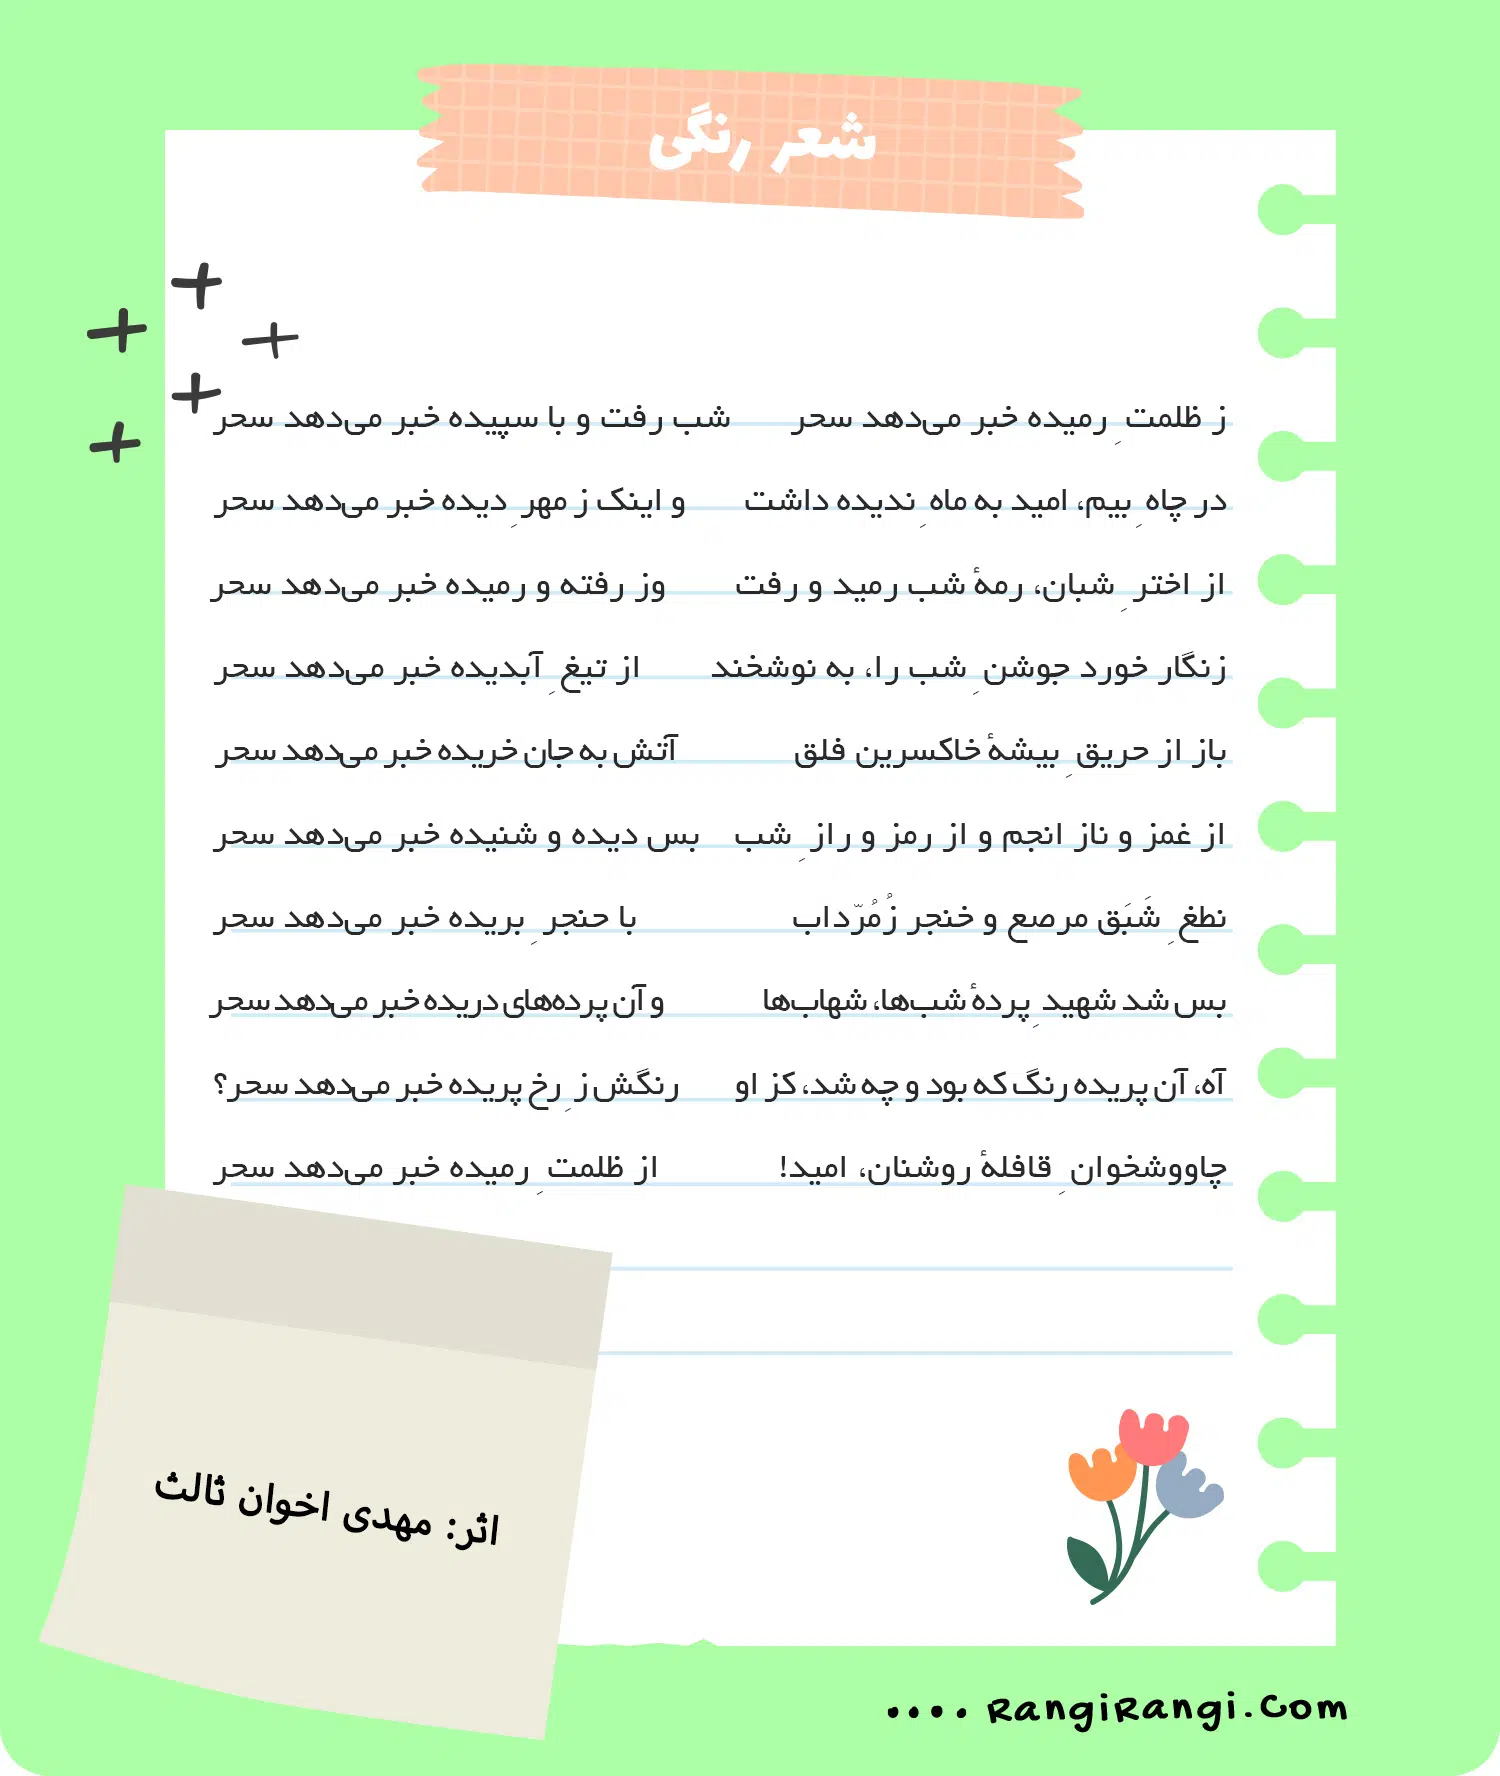 شعر رنگی
ز ظلمتِ رمیده خبر می‌دهد سحر شب رفت و با سپیده خبر می‌دهد سحر
در چاهِ بیم، امید به ماهِ ندیده داشت و اینک ز مهرِ دیده خبر می‌دهد سحر
از اخترِ شبان، رمهٔ شب رمید و رفت وز رفته و رمیده خبر می‌دهد سحر
زنگار خورد جوشنِ شب را، به نوشخند از تیغِ آبدیده خبر می‌دهد سحر
باز از حریقِ بیشهٔ خاکسرین فلق آتش به جان خریده خبر می‌دهد سحر
از غمز و ناز انجم و از رمز و رازِ شب بس دیده و شنیده خبر می‌دهد سحر
نطغِ شَبَق مرصع و خنجر زُمُرّداب با حنجرِ بریده خبر می‌دهد سحر
بس شد شهیدِ پردهٔ شب‌ها، شهاب‌ها و آن پرده‌های دریده خبر می‌دهد سحر
آه، آن پریده رنگ که بود و چه شد، کز او رنگش زِ رخ پریده خبر می‌دهد سحر؟
چاووشخوانِ قافلهٔ روشنان، امید! از ظلمتِ رمیده خبر می‌دهد سحر
اثر: مهدی اخوان ثالث
.... RangiRangi.Com